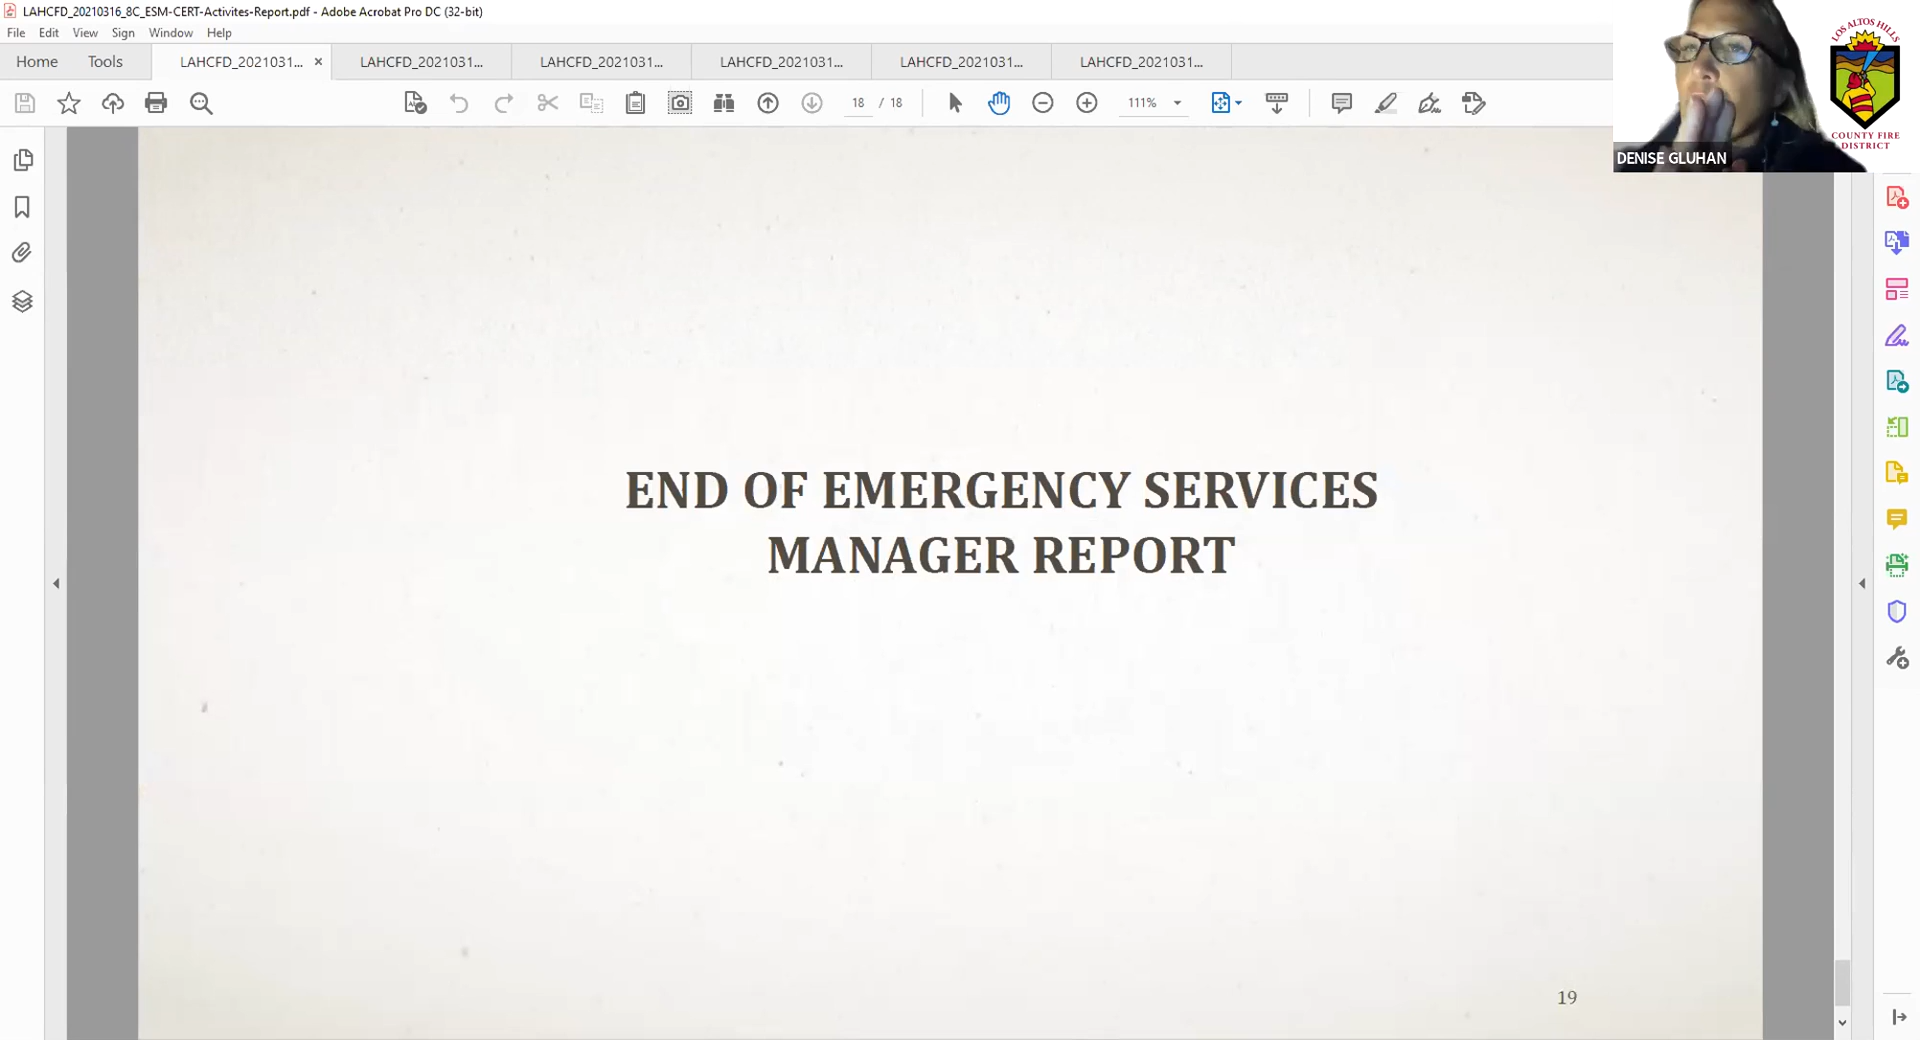 LAHCFD_20210316_8C_ESM-CERT-Activites-Report.pdf - Adobe Acrobat Pro DC (32-bit)
File Edit View Sign Window Help
Home Tools LAHCFD_2021031... × LAHCFD_2021031... LAHCFD_2021031... LAHCFD_2021031... LAHCFD_2021031... LAHCFD_2021031...
18 / 18 111%
LOS ALTOS HILLS
COUNTY FIRE
DISTRICT
DENISE GLUHAN
END OF EMERGENCY SERVICES
MANAGER REPORT
19